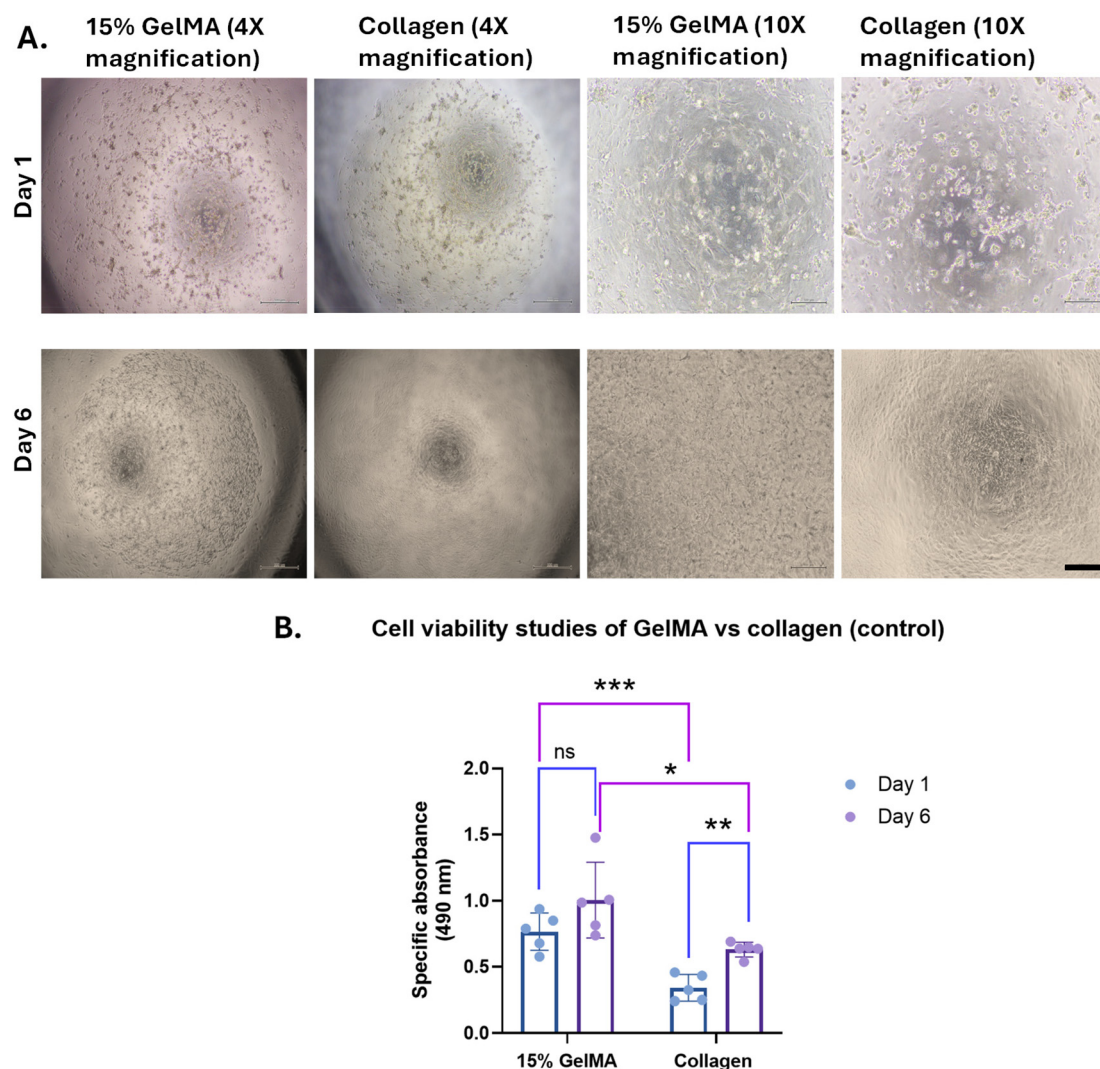 A.
15% GelMA (4X
magnification)
Collagen (4X
magnification)
15% GelMA (10X
magnification)
Collagen (10X
magnification)
Day 1
Day 6
B.
Cell viability studies of GelMA vs collagen (control)
***
ns
*
**
2.0
1.5
1.0
0.5
0.0
Specific absorbance
(490 nm)
Day 1
Day 6
15% GelMA
Collagen